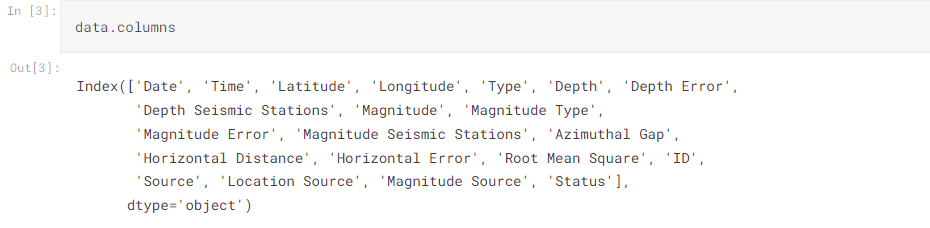 In [3]:
data.columns
Out[3]:
Index(['Date', 'Time', 'Latitude', 'Longitude', 'Type', 'Depth', 'Depth Error',
'Depth Seismic Stations', 'Magnitude', 'Magnitude Type',
'Magnitude Error', 'Magnitude Seismic Stations', 'Azimuthal Gap',
'Horizontal Distance', 'Horizontal Error', 'Root Mean Square', 'ID',
'Source', 'Location Source', 'Magnitude Source', 'Status'],
dtype='object')